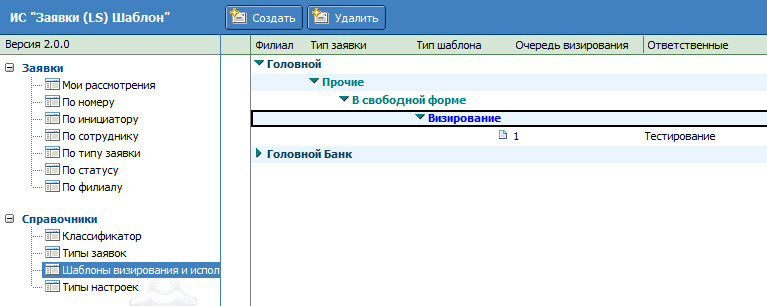 ИС "Заявки (LS) Шаблон"
Создать
Удалить
Версия 2.0.0
Филиал Тип заявки Тип шаблона Очередь визирования Ответственные
Заявки
Мои рассмотрения
По номеру
По инициатору
По сотруднику
По типу заявки
По статусу
По филиалу
Справочники
Классификатор
Типы заявок
Шаблоны визирования и испол
Типы настроек
Головной
Прочие
В свободной форме
Визирование
1 Тестирование
Головной Банк